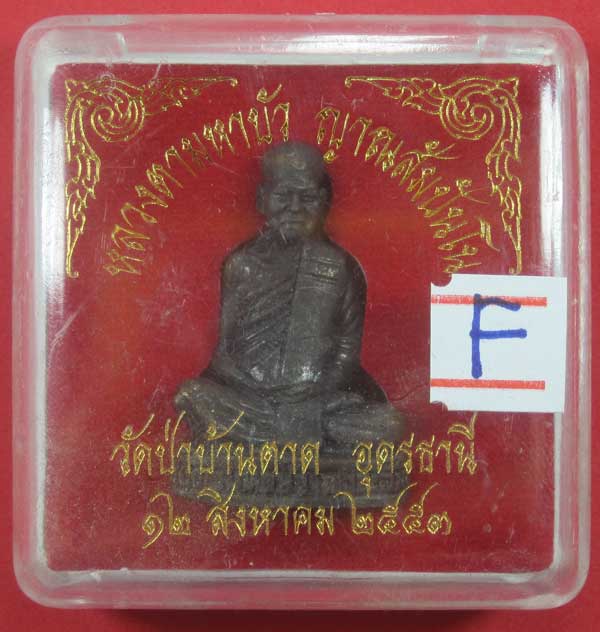 หลวงตามหาบัว ญาณสัมปันโน
F
วัดป่าบ้านตาด อุดรธานี
๑๒ สิงหาคม ๒๕๕๓